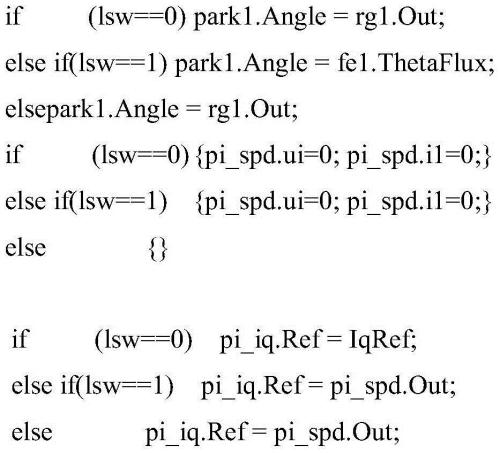 if (lsw==0) park1.Angle = rg1.Out;
else if(lsw==1) park1.Angle = fe1.ThetaFlux;
elsepark1.Angle = rg1.Out;
if (lsw==0) {pi_spd.ui=0; pi_spd.i1=0;}
else if(lsw==1) {pi_spd.ui=0; pi_spd.i1=0;}
else {}
if (lsw==0) pi_iq.Ref = IqRef;
else if(lsw==1) pi_iq.Ref = pi_spd.Out;
else pi_iq.Ref = pi_spd.Out;